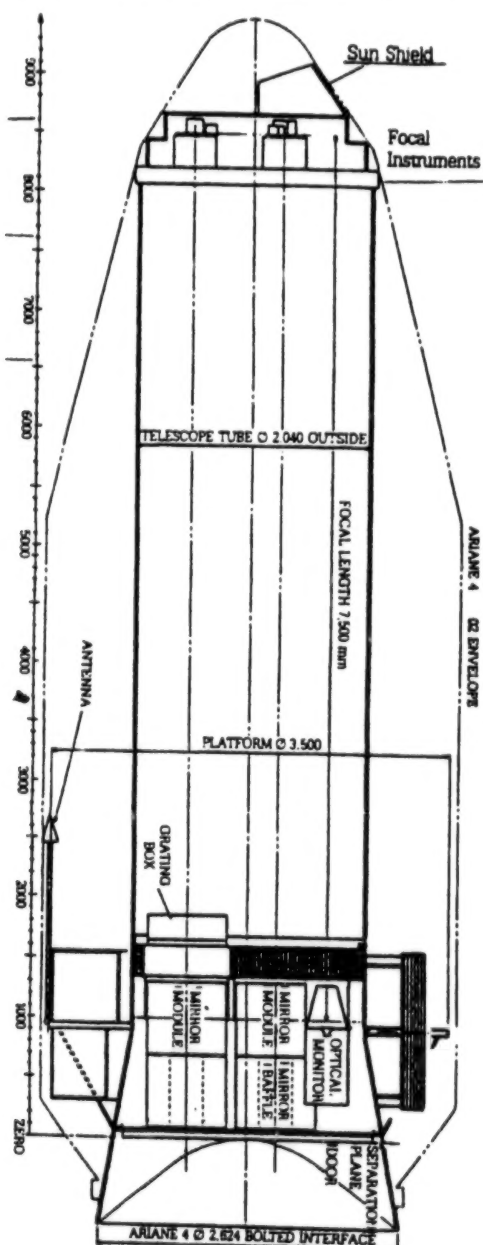 Sun Shield
9000
Focal
Instruments
8000
7000
TELESCOPE TUBE Ø 2.040 OUTSIDE
6000
FOCAL LENGTH 7.500 mm
5000
ARIANE 4 02 ENVELOPE
4000
ANTENNA
PLATFORM Ø 3.500
3000
GRATING
BOX
2000
MIRROR
MODULE
MIRROR
MODULE
OPTICAL
MONITOR
1000
MIRROR
BAFFLE
ZERO
SEPARATION
PLANE
DOOR
ARIANE 4 Ø 2.624 BOLTED INTERFACE